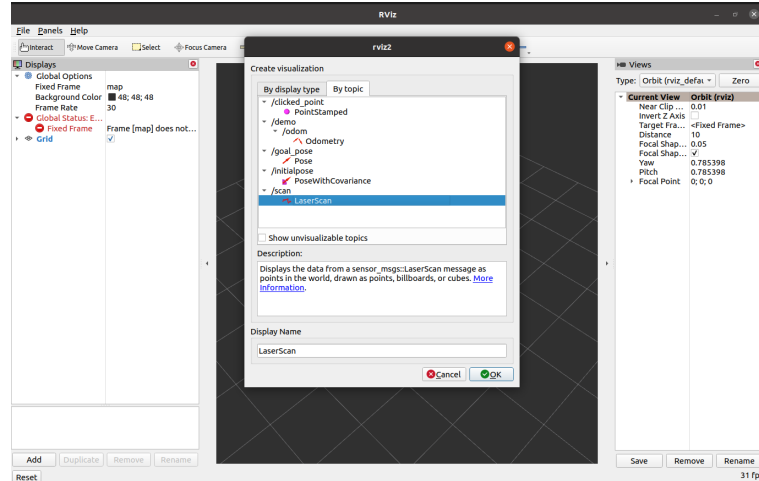 RViz
File Panels Help
Interact Move Camera Select Focus Camera
Displays
Global Options
Fixed Frame map
Background Color 48; 48; 48
Frame Rate 30
Global Status: E...
Fixed Frame Frame [map] does not...
Grid
Add Duplicate Remove Rename
Reset
rviz2
Create visualization
By display type By topic
/clicked_point
PointStamped
/demo
/odom
Odometry
/goal_pose
Pose
/initialpose
PoseWithCovariance
/scan
LaserScan
Show unvisualizable topics
Description:
Displays the data from a sensor_msgs::LaserScan message as
points in the world, drawn as points, billboards, or cubes. More
Information.
Display Name
LaserScan
Cancel OK
Views
Type: Orbit (rviz_defau Zero
Current View Orbit (rviz)
Near Clip ... 0.01
Invert Z Axis
Target Fra... <Fixed Frame>
Distance 10
Focal Shap... 0.05
Focal Shap...
Yaw 0.785398
Pitch 0.785398
Focal Point 0; 0; 0
Save Remove Rename
31 fp